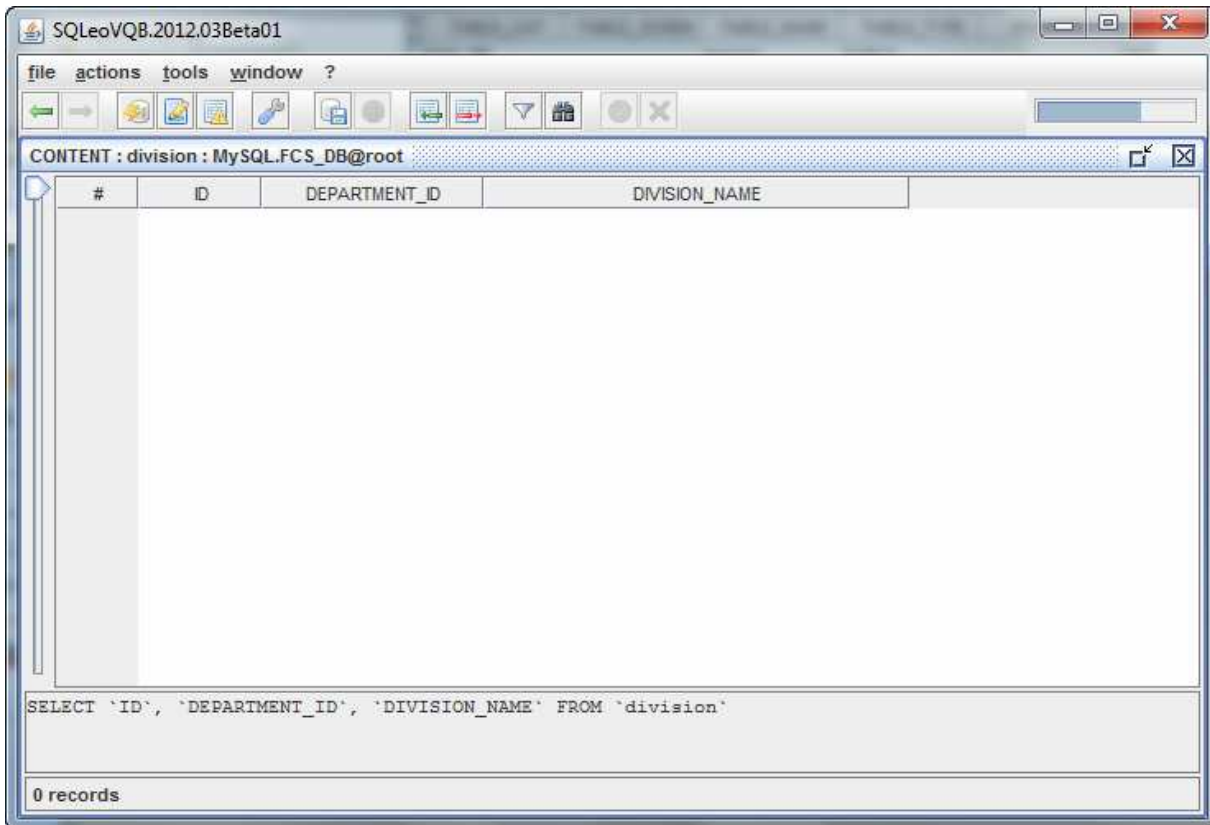 SQLeoVQB.2012.03Beta01
file actions tools window ?
CONTENT : division : MySQL.FCS_DB@root
# ID DEPARTMENT_ID DIVISION_NAME
SELECT `ID`, `DEPARTMENT_ID`, `DIVISION_NAME` FROM `division`
0 records